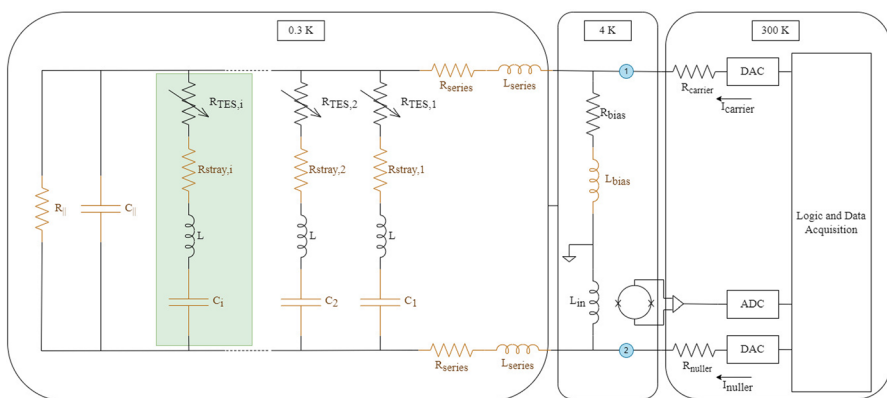 0.3 K
4 K
300 K
R_series
L_series
1
R_carrier
DAC
I_carrier
R_TES,i
R_TES,2
R_TES,1
R_bias
Rstray,i
Rstray,2
Rstray,1
L_bias
R_||
C_||
L
L
L
Logic and Data
Acquisition
C_i
C_2
C_1
L_in
ADC
R_series
L_series
2
R_nuller
DAC
I_nuller